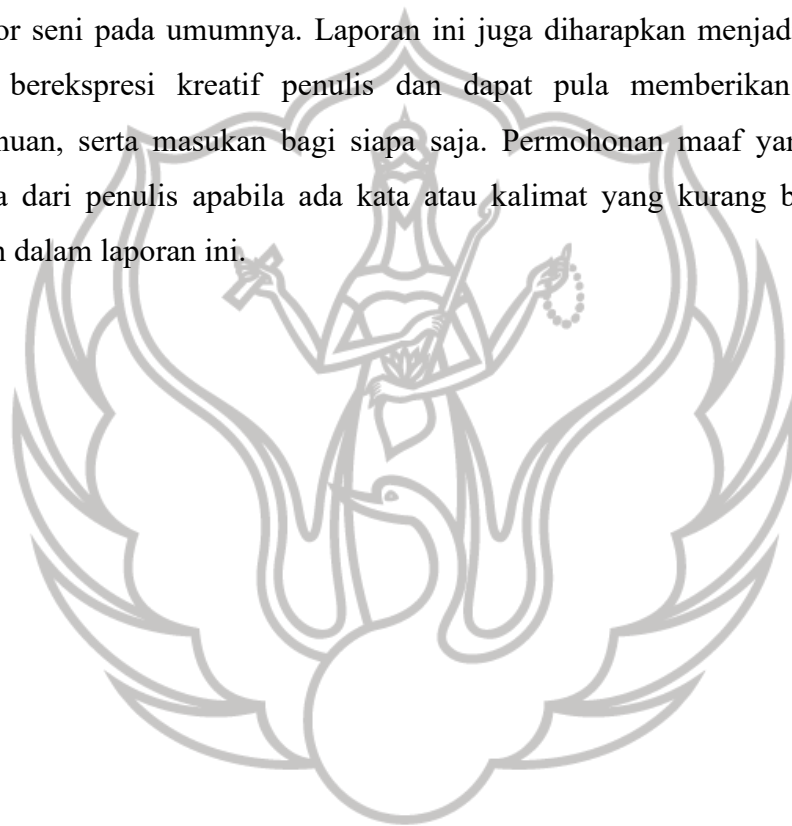 or seni pada umumnya. Laporan ini juga diharapkan menjad
berekspresi kreatif penulis dan dapat pula memberikan
nuan, serta masukan bagi siapa saja. Permohonan maaf yan
a dari penulis apabila ada kata atau kalimat yang kurang b
n dalam laporan ini.